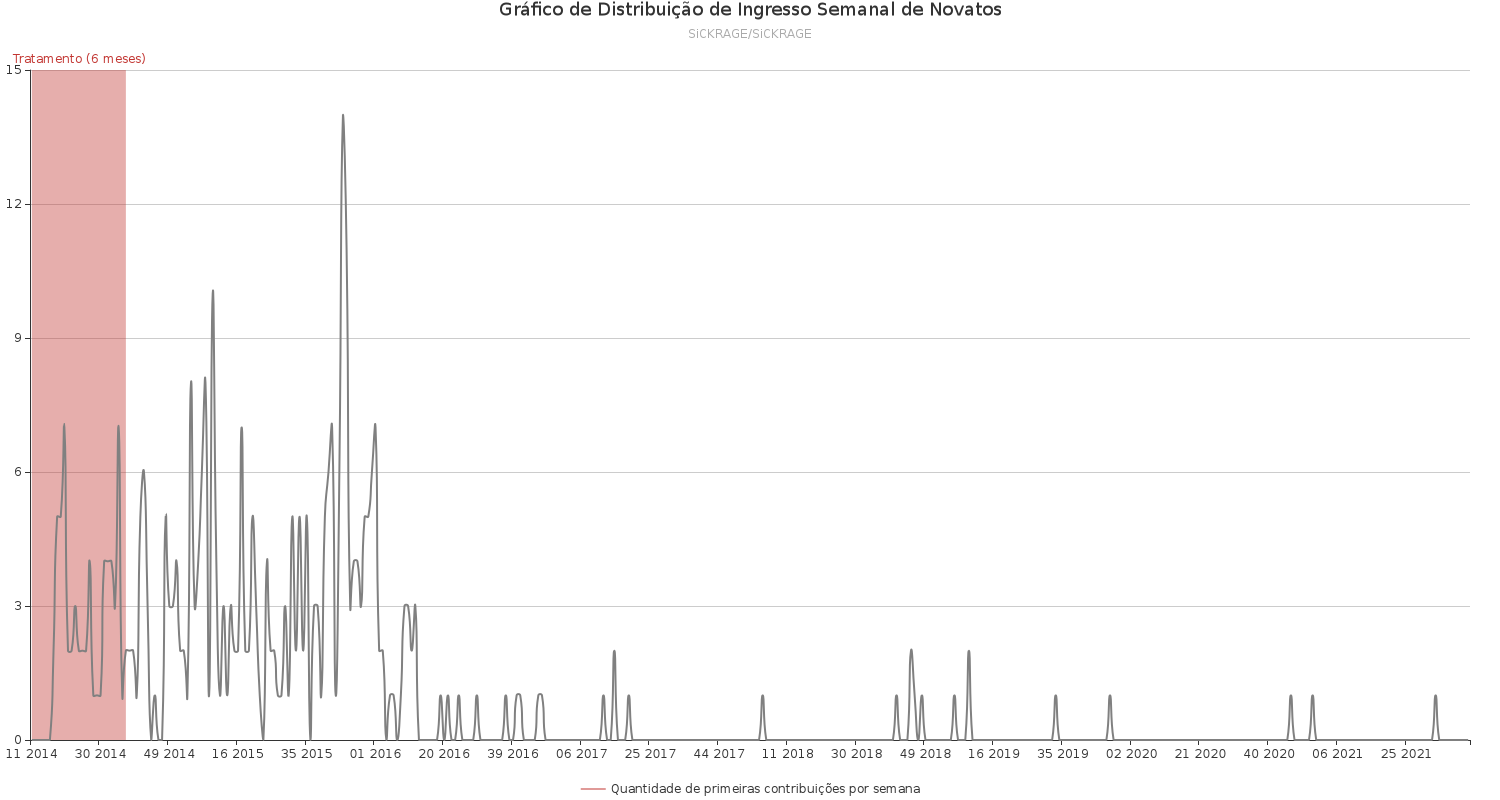 Gráfico de Distribuição de Ingresso Semanal de Novatos
SiCKRAGE/SiCKRAGE
Tratamento (6 meses)
15
12
9
6
3
0
11 2014 30 2014 49 2014 16 2015 35 2015 01 2016 20 2016 39 2016 06 2017 25 2017 44 2017 11 2018 30 2018 49 2018 16 2019 35 2019 02 2020 21 2020 40 2020 06 2021 25 2021
Quantidade de primeiras contribuições por semana